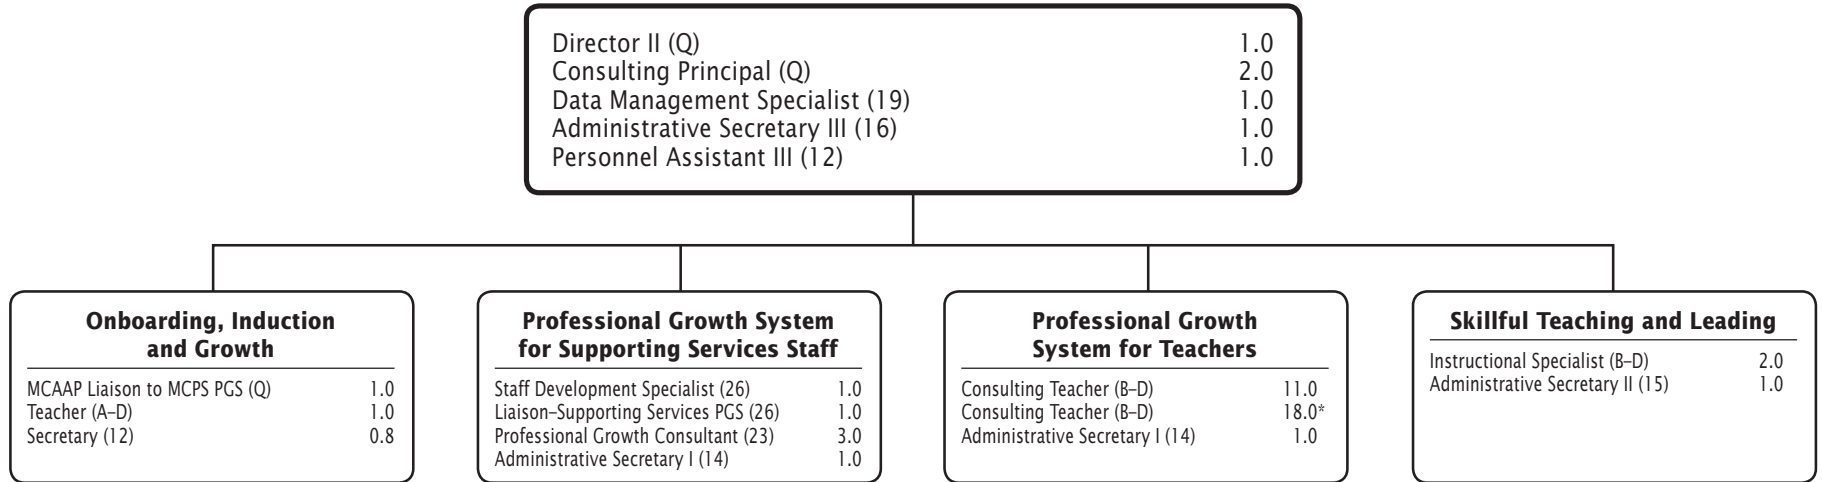 Director II (Q) 1.0
Consulting Principal (Q) 2.0
Data Management Specialist (19) 1.0
Administrative Secretary III (16) 1.0
Personnel Assistant III (12) 1.0
Onboarding, Induction
and Growth
MCAAP Liaison to MCPS PGS (Q) 1.0
Teacher (A–D) 1.0
Secretary (12) 0.8
Professional Growth System
for Supporting Services Staff
Staff Development Specialist (26) 1.0
Liaison–Supporting Services PGS (26) 1.0
Professional Growth Consultant (23) 3.0
Administrative Secretary I (14) 1.0
Professional Growth
System for Teachers
Consulting Teacher (B–D) 11.0
Consulting Teacher (B–D) 18.0*
Administrative Secretary I (14) 1.0
Skillful Teaching and Leading
Instructional Specialist (B–D) 2.0
Administrative Secretary II (15) 1.0